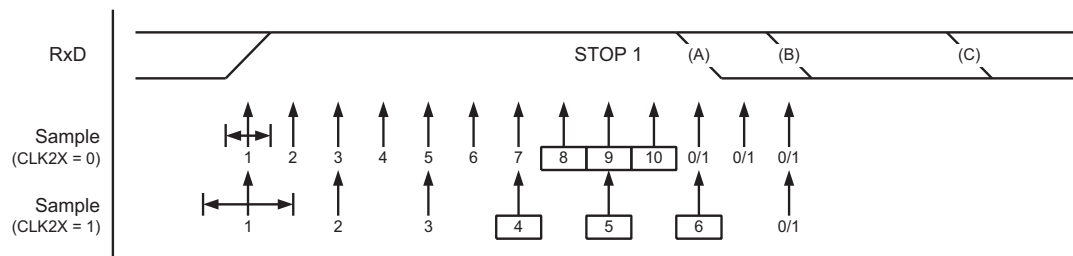 RxD STOP 1 (A) (B) (C)
Sample
(CLK2X = 0)
1 2 3 4 5 6 7 8 9 10 0/1 0/1 0/1
Sample
(CLK2X = 1)
1 2 3 4 5 6 0/1